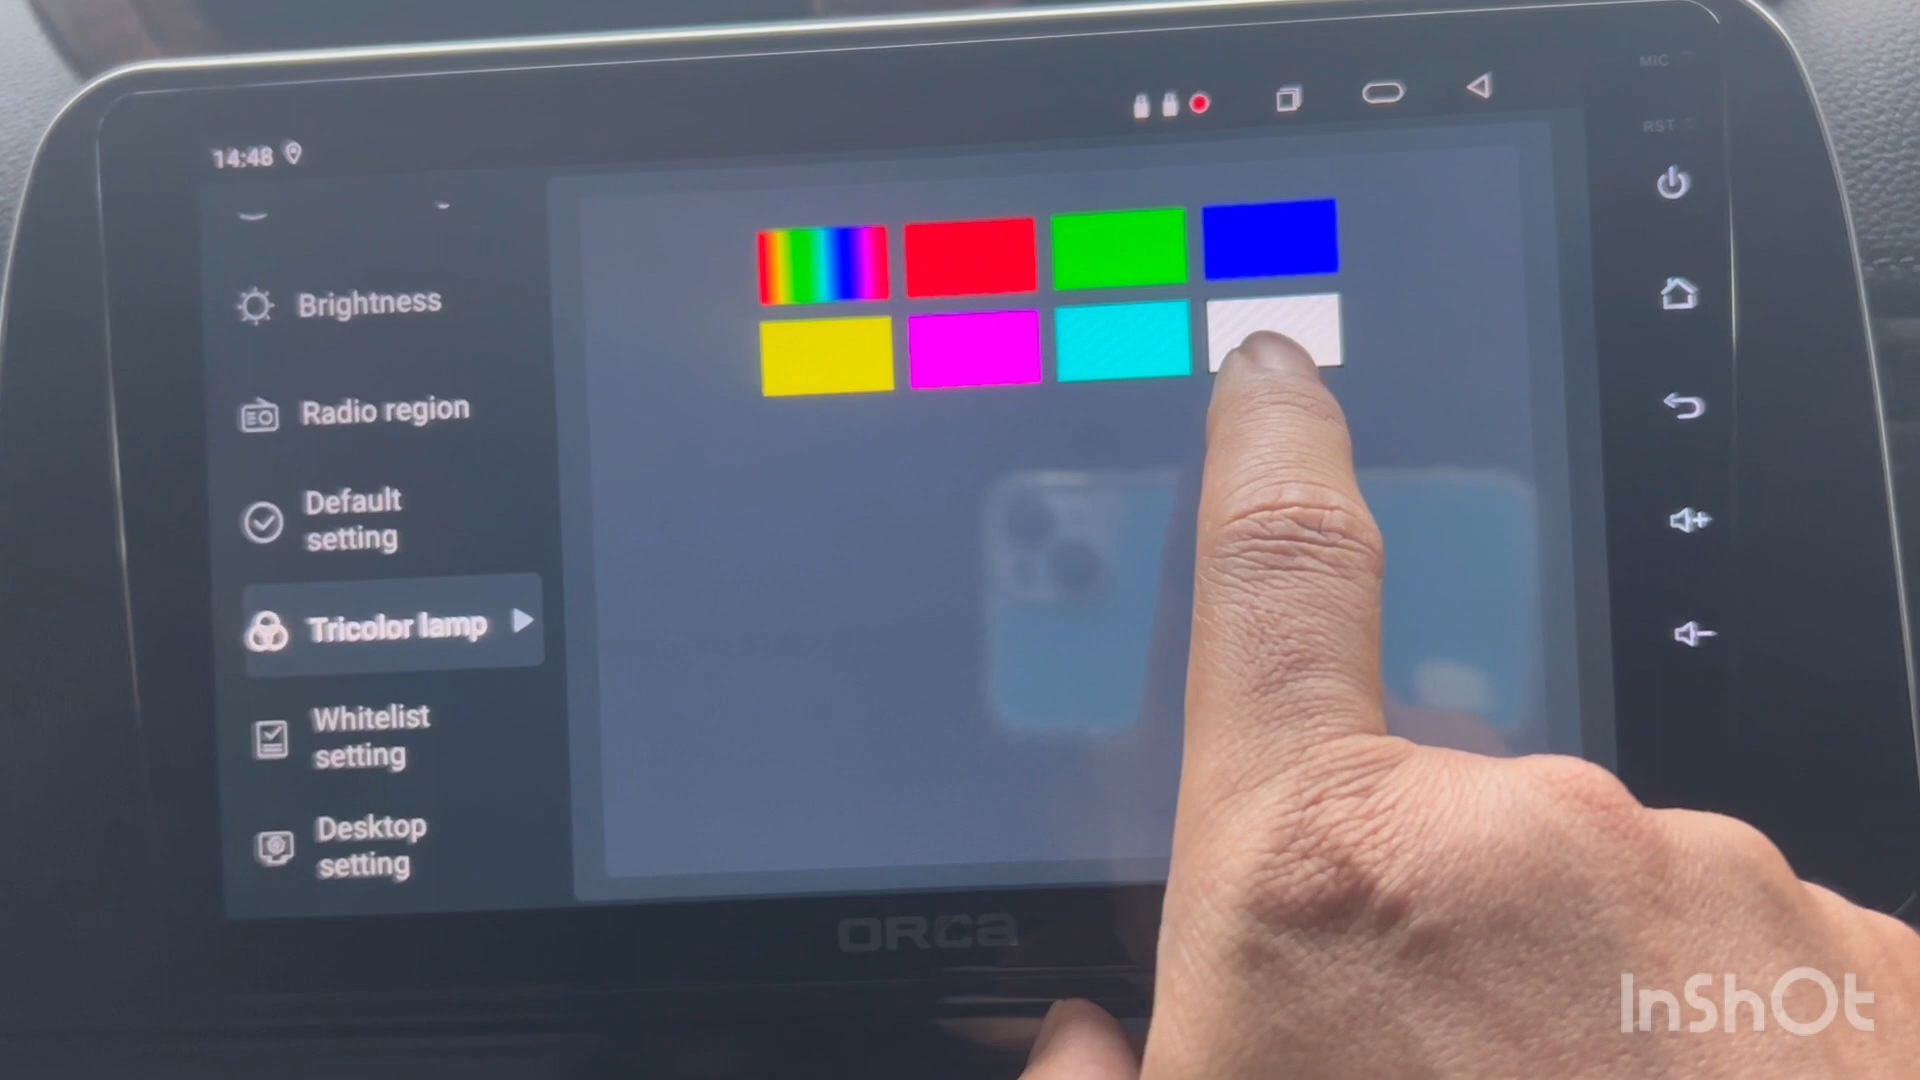 MIC
14:48
RST
Brightness
Radio region
Default
setting
Tricolor lamp
Whitelist
setting
Desktop
setting
ORCA
InShOt